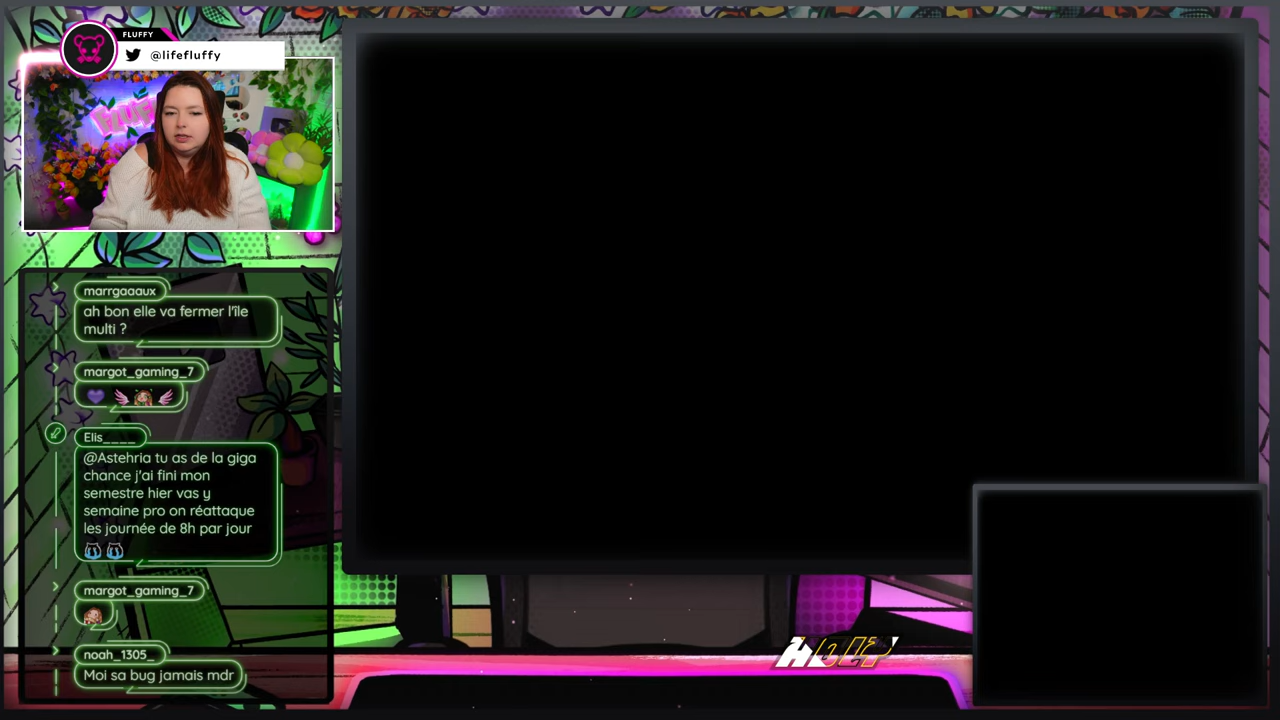 FLUFFY
@lifefluffy
marrgaaaux
ah bon elle va fermer l'île
multi ?
margot_gaming_7
Elis____
@Astehria tu as de la giga
chance j'ai fini mon
semestre hier vas y
semaine pro on réattaque
les journée de 8h par jour
margot_gaming_7
noah_1305_
Moi sa bug jamais mdr
HOLY